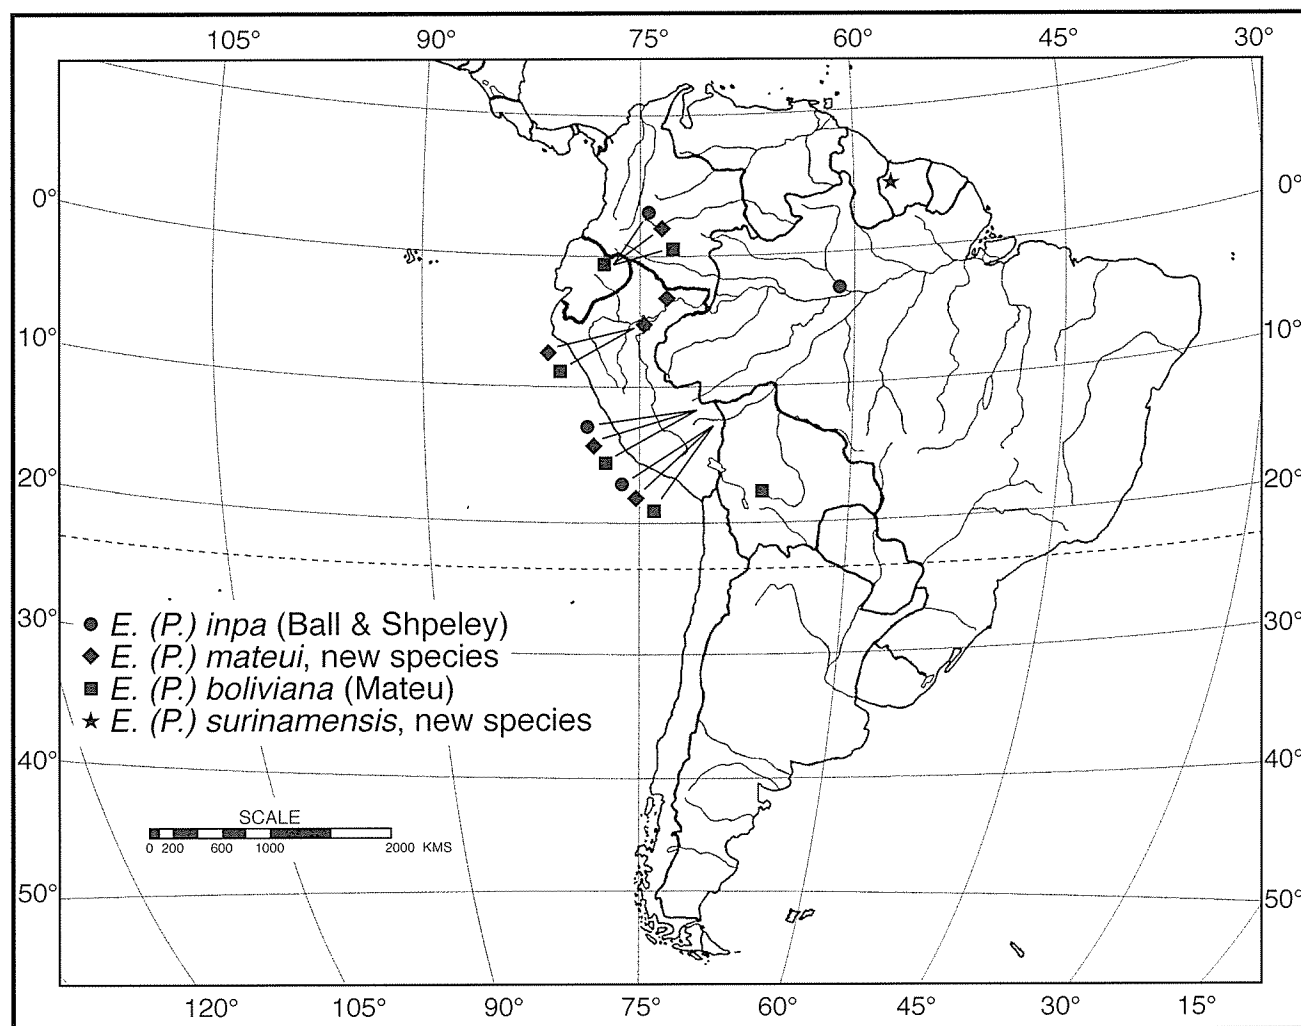 105° 90° 75° 60° 45° 30°
0° 0°
10° 10°
20° 20°
30° 30°
40° 40°
50° 50°
E. (P.) inpa (Ball & Shpeley)
E. (P.) mateui, new species
E. (P.) boliviana (Mateu)
E. (P.) surinamensis, new species
SCALE
0 200 600 1000 2000 KMS
120° 105° 90° 75° 60° 45° 30° 15°